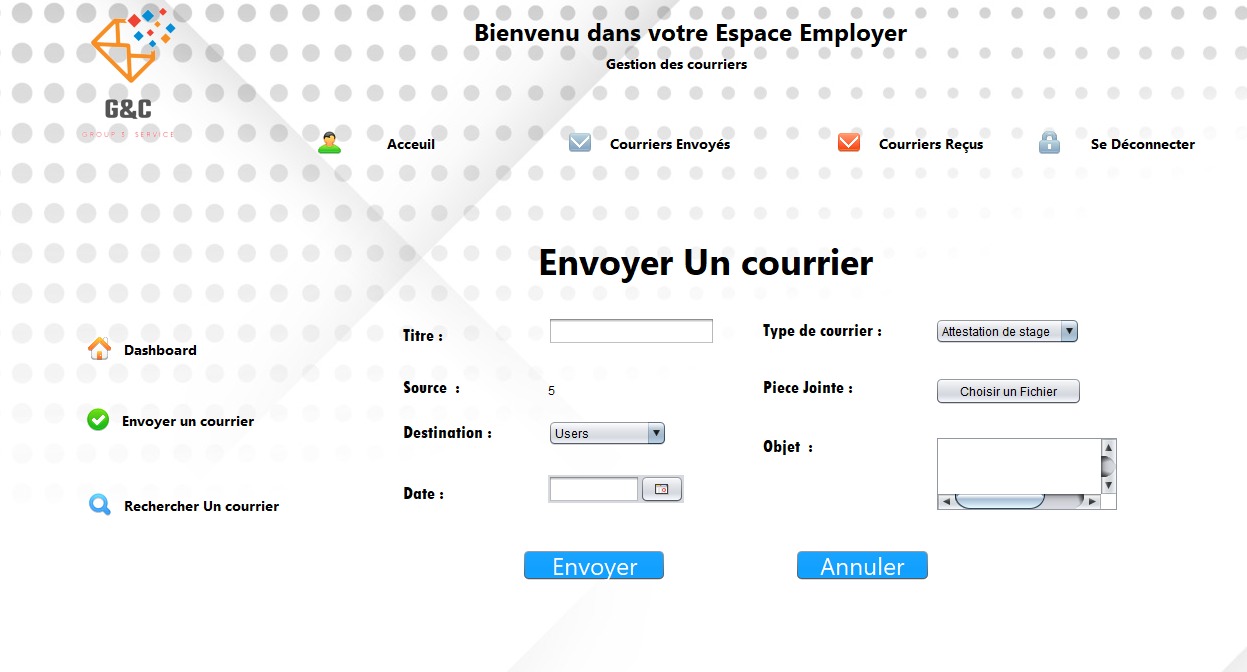 Bienvenu dans votre Espace Employer
Gestion des courriers
G&C
GROUP SI SERVICE
Acceuil
Courriers Envoyés
Courriers Reçus
Se Déconnecter
Envoyer Un courrier
Titre :
Type de courrier :
Attestation de stage
Dashboard
Source :
5
Piece Jointe :
Choisir un Fichier
Envoyer un courrier
Destination :
Users
Objet :
Date :
Rechercher Un courrier
Envoyer
Annuler